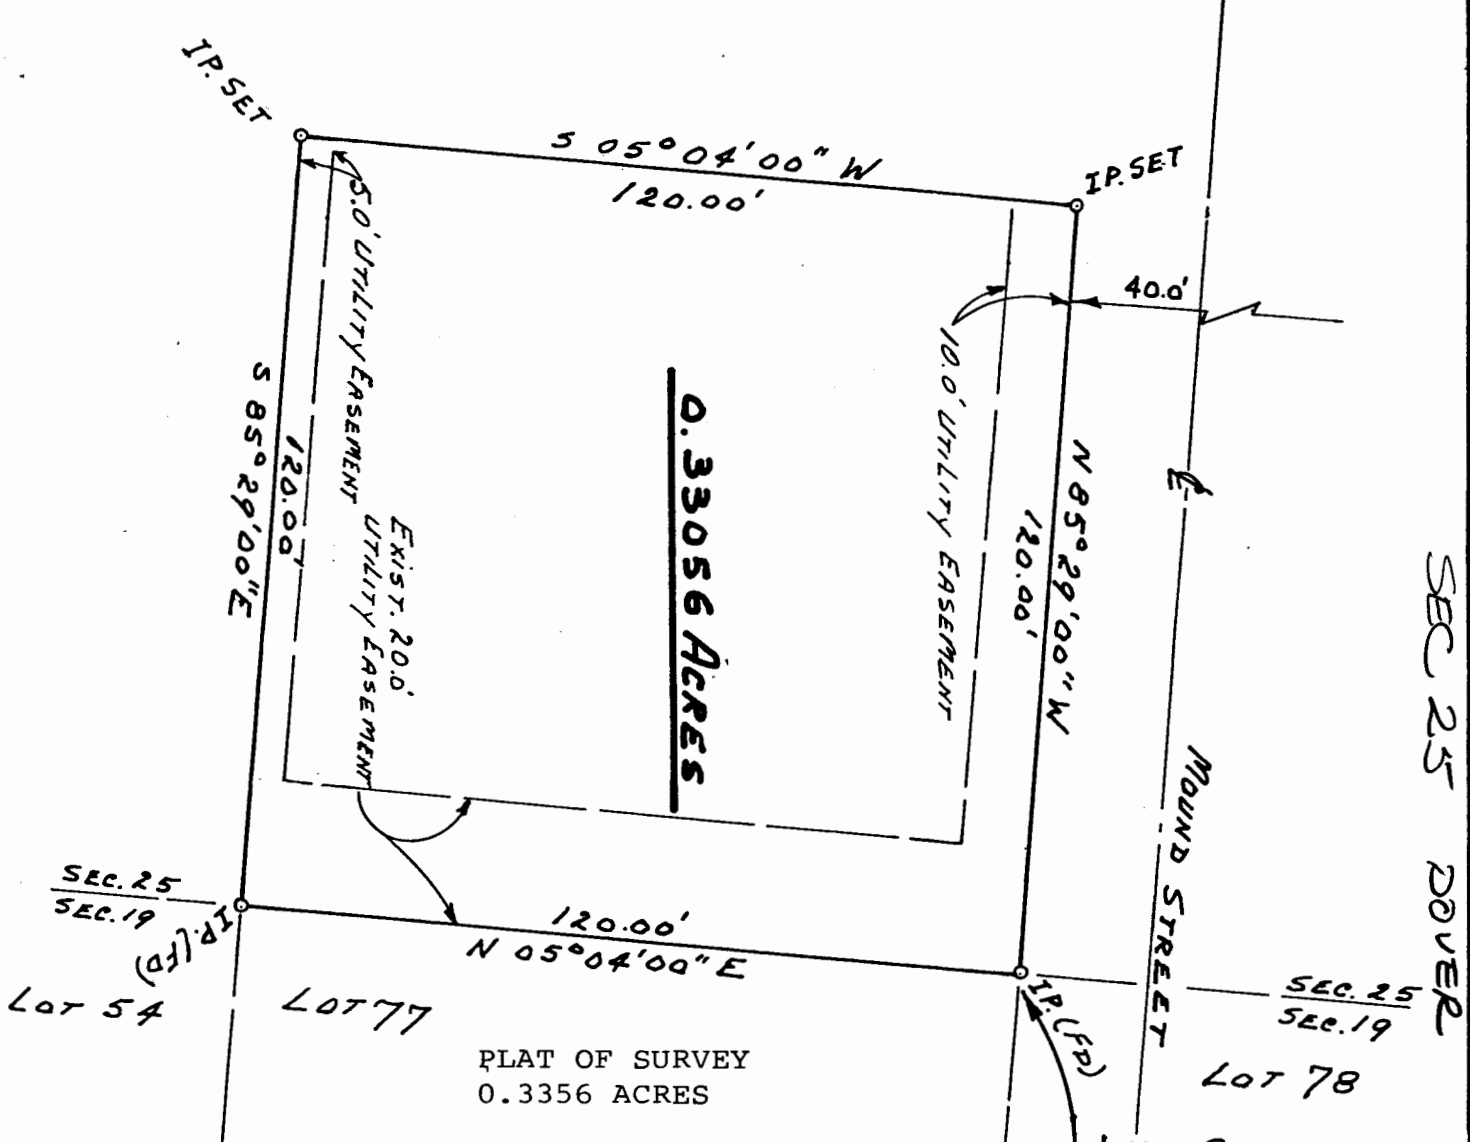 I.P. SET
S 05° 04' 00" W
120.00'
I.P. SET
5.0' UTILITY EASEMENT
40.0'
10.0' UTILITY EASEMENT
S 85° 29' 00" E
120.00'
EXIST. 20.0'
UTILITY EASEMENT
0.33056 ACRES
N 85° 29' 00" W
120.00'
MOUND STREET
SEC 25 DOVER
SEC. 25
SEC. 19
I.P. (FD)
120.00'
N 05° 04' 00" E
I.P. (FD)
SEC. 25
SEC. 19
LOT 54
LOT 77
LOT 78
PLAT OF SURVEY
0.3356 ACRES